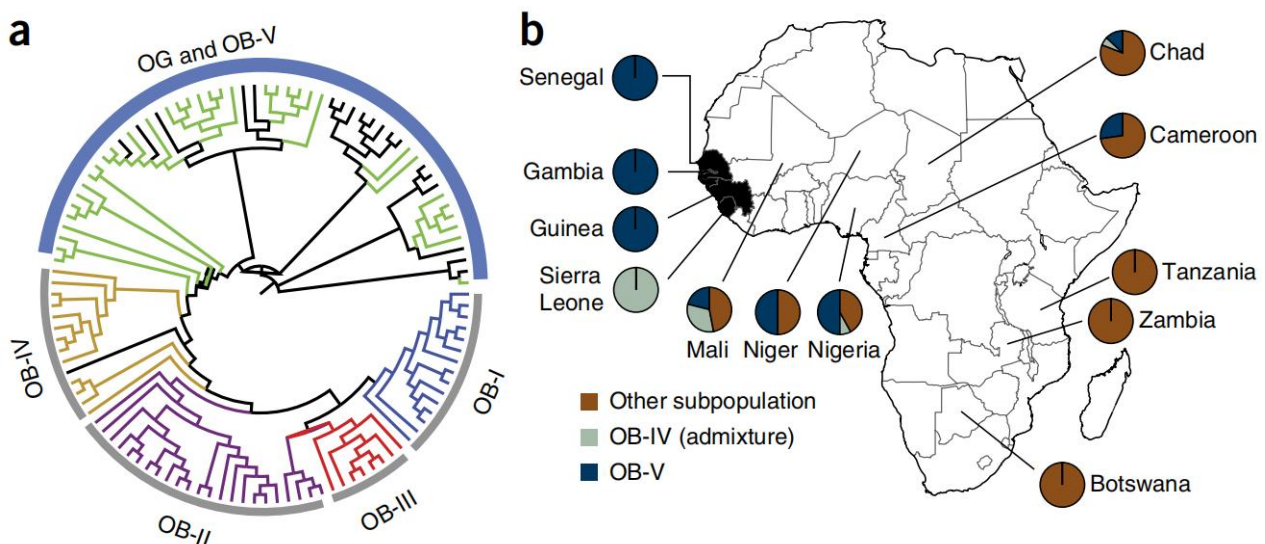 a
OG and OB-V
OB-IV
OB-I
OB-II
OB-III
b
Senegal
Gambia
Guinea
Sierra
Leone
Mali
Niger
Nigeria
Chad
Cameroon
Tanzania
Zambia
Botswana
Other subpopulation
OB-IV (admixture)
OB-V